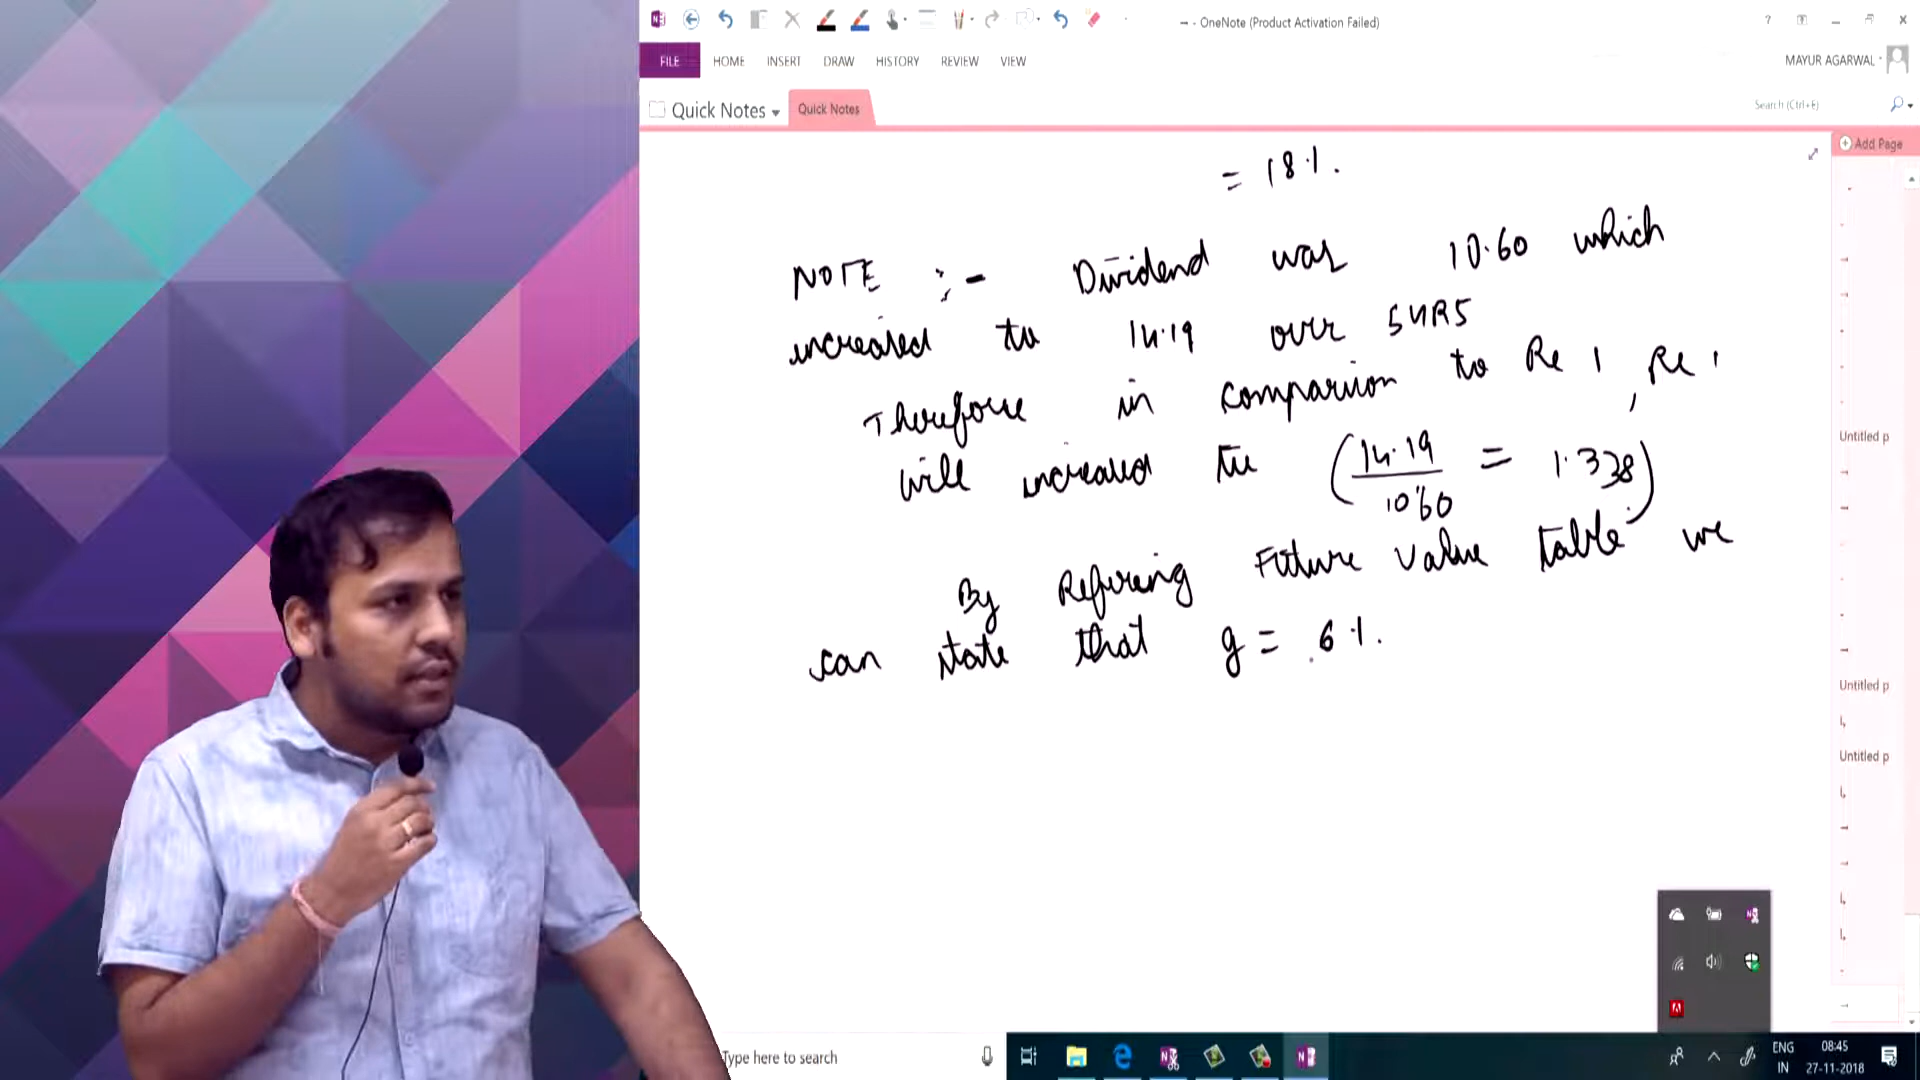 - OneNote (Product Activation Failed)
FILE HOME INSERT DRAW HISTORY REVIEW VIEW
MAYUR AGARWAL
Quick Notes Quick Notes
Search (Ctrl+E)
Add Page
= 18%.
NOTE :- Dividend was 10.60 which
increased to 14.19 over 5YRS
Therefore in comparison to Re 1, Re 1
will increased to (14.19/10.60 = 1.338)
By Refering Future value table we
can state that g = 6%.
Untitled p
Untitled p
Untitled p
Type here to search
ENG
IN
08:45
27-11-2018